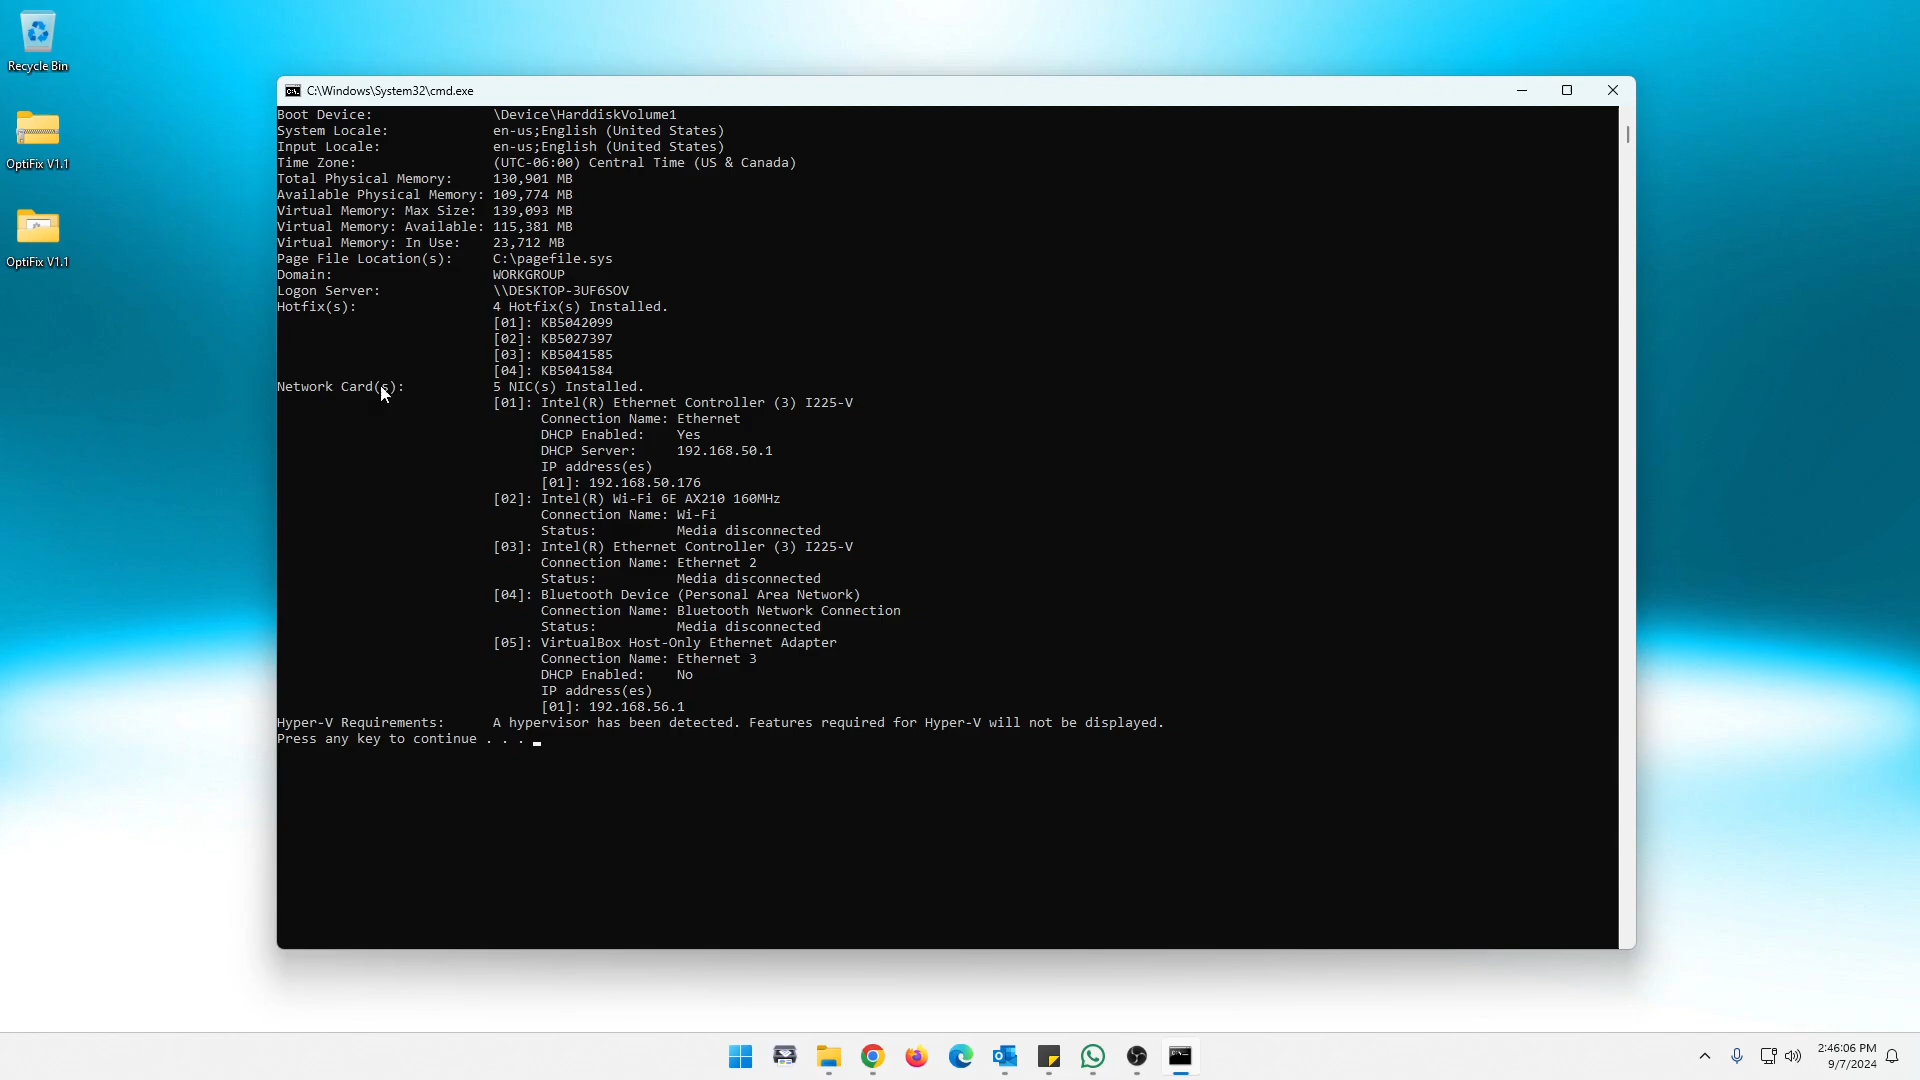 Recycle Bin
OptiFix V1.1
OptiFix V1.1
C:\Windows\System32\cmd.exe
Boot Device: \Device\HarddiskVolume1
System Locale: en-us;English (United States)
Input Locale: en-us;English (United States)
Time Zone: (UTC-06:00) Central Time (US & Canada)
Total Physical Memory: 130,901 MB
Available Physical Memory: 109,774 MB
Virtual Memory: Max Size: 139,093 MB
Virtual Memory: Available: 115,381 MB
Virtual Memory: In Use: 23,712 MB
Page File Location(s): C:\pagefile.sys
Domain: WORKGROUP
Logon Server: \\DESKTOP-3UF6SOV
Hotfix(s): 4 Hotfix(s) Installed.
[01]: KB5042099
[02]: KB5027397
[03]: KB5041585
[04]: KB5041584
Network Card(s): 5 NIC(s) Installed.
[01]: Intel(R) Ethernet Controller (3) I225-V
Connection Name: Ethernet
DHCP Enabled: Yes
DHCP Server: 192.168.50.1
IP address(es)
[01]: 192.168.50.176
[02]: Intel(R) Wi-Fi 6E AX210 160MHz
Connection Name: Wi-Fi
Status: Media disconnected
[03]: Intel(R) Ethernet Controller (3) I225-V
Connection Name: Ethernet 2
Status: Media disconnected
[04]: Bluetooth Device (Personal Area Network)
Connection Name: Bluetooth Network Connection
Status: Media disconnected
[05]: VirtualBox Host-Only Ethernet Adapter
Connection Name: Ethernet 3
DHCP Enabled: No
IP address(es)
[01]: 192.168.56.1
Hyper-V Requirements: A hypervisor has been detected. Features required for Hyper-V will not be displayed.
Press any key to continue . . .
2:46:06 PM
9/7/2024